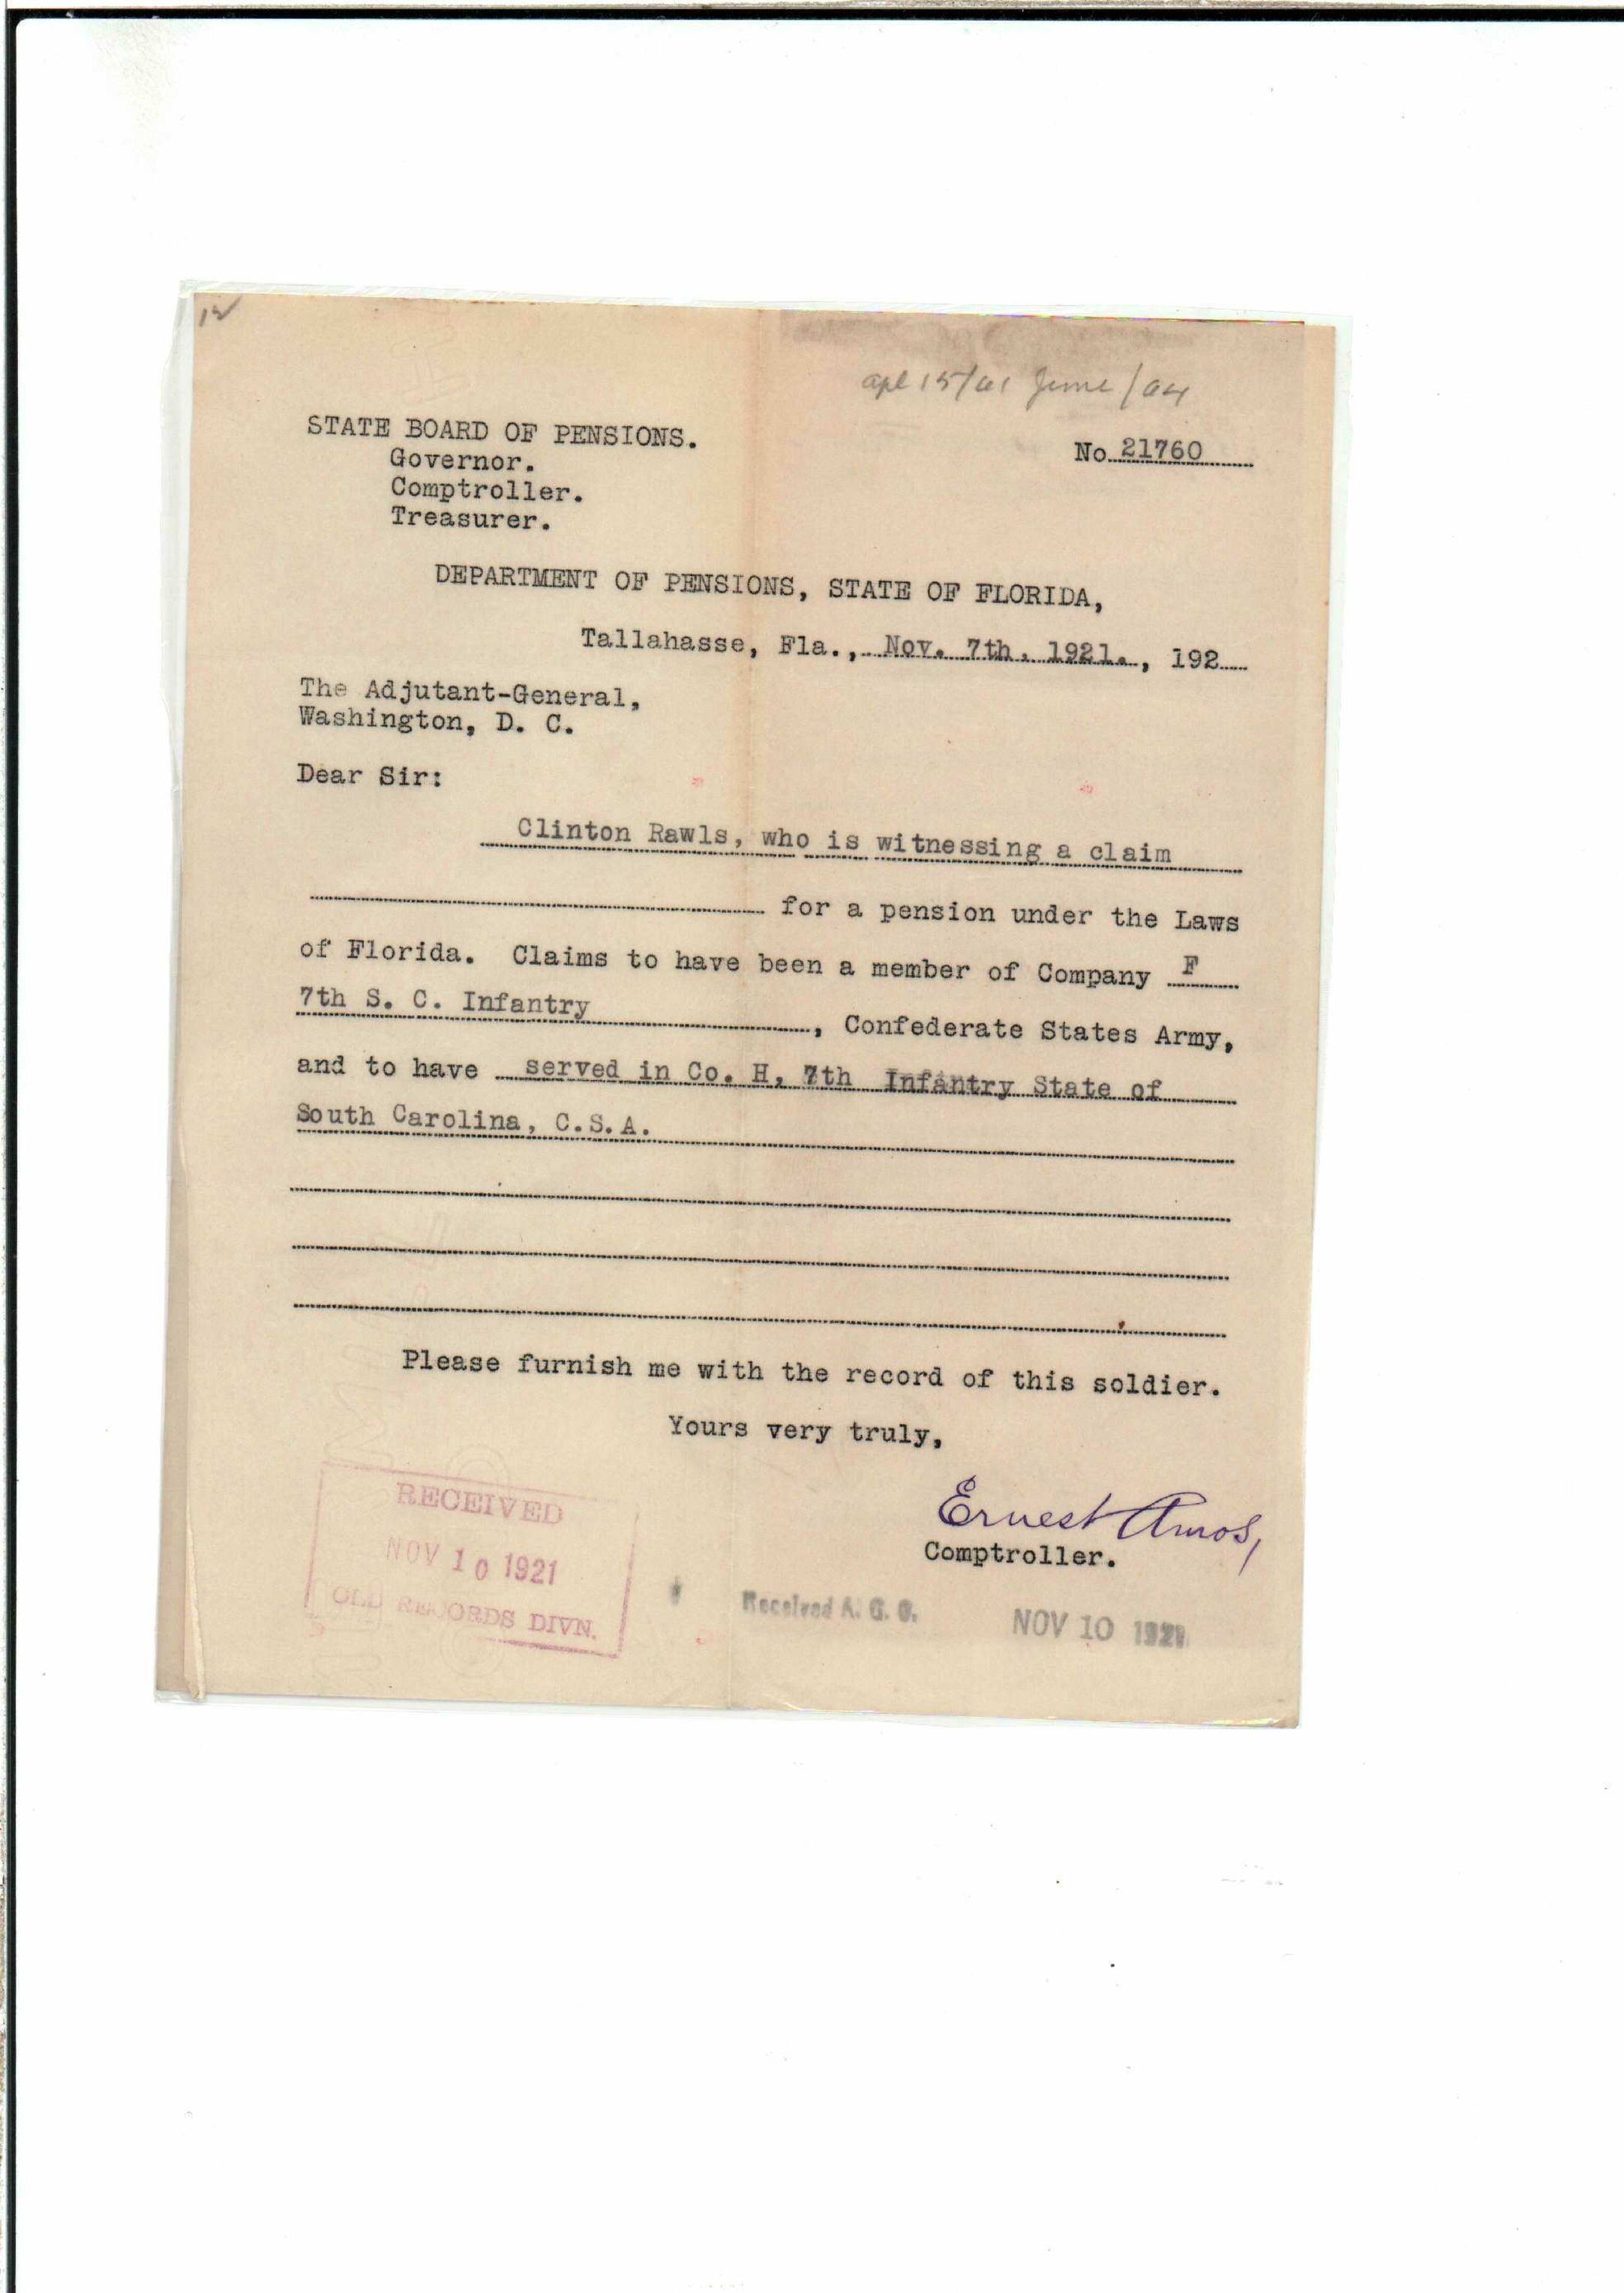 12
apl 15/61 June/64
STATE BOARD OF PENSIONS.
Governor.
Comptroller.
Treasurer.
No. 21760
DEPARTMENT OF PENSIONS, STATE OF FLORIDA,
Tallahasse, Fla., Nov. 7th, 1921., 192
The Adjutant-General,
Washington, D. C.
Dear Sir:
Clinton Rawls, who is witnessing a claim
for a pension under the Laws
of Florida. Claims to have been a member of Company F
7th S. C. Infantry, Confederate States Army,
and to have served in Co. H, 7th Infantry State of
South Carolina, C.S.A.
Please furnish me with the record of this soldier.
Yours very truly,
Ernest Amos,
Comptroller.
RECEIVED
NOV 10 1921
OLD RECORDS DIVN.
Received A. G. O. NOV 10 1921